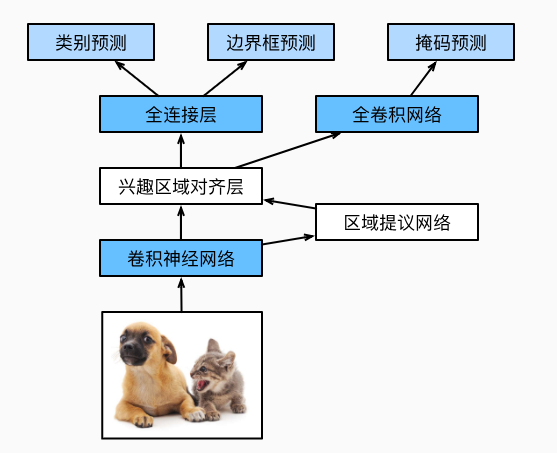 类别预测
边界框预测
掩码预测
全连接层
全卷积网络
兴趣区域对齐层
区域提议网络
卷积神经网络